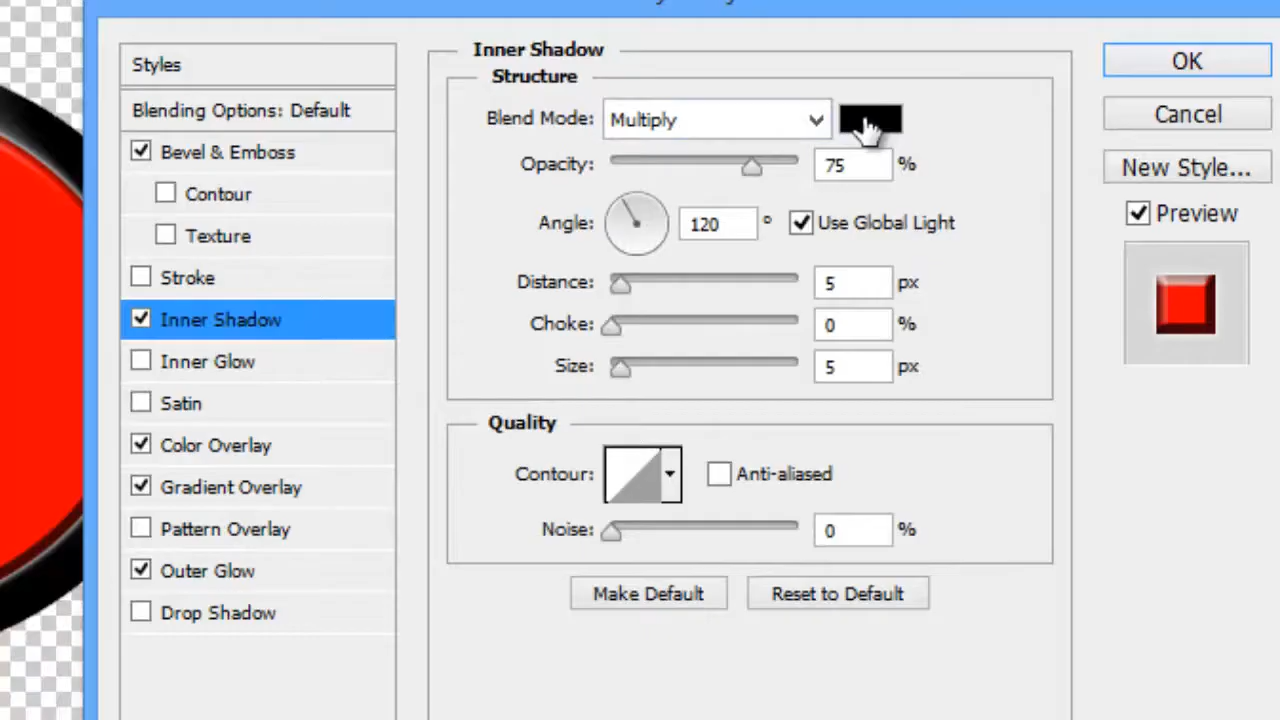 Styles
Blending Options: Default
Bevel & Emboss
Contour
Texture
Stroke
Inner Shadow
Inner Glow
Satin
Color Overlay
Gradient Overlay
Pattern Overlay
Outer Glow
Drop Shadow
Inner Shadow
Structure
Blend Mode: Multiply
Opacity: 75 %
Angle: 120 ° Use Global Light
Distance: 5 px
Choke: 0 %
Size: 5 px
Quality
Contour: Anti-aliased
Noise: 0 %
Make Default Reset to Default
OK
Cancel
New Style...
Preview